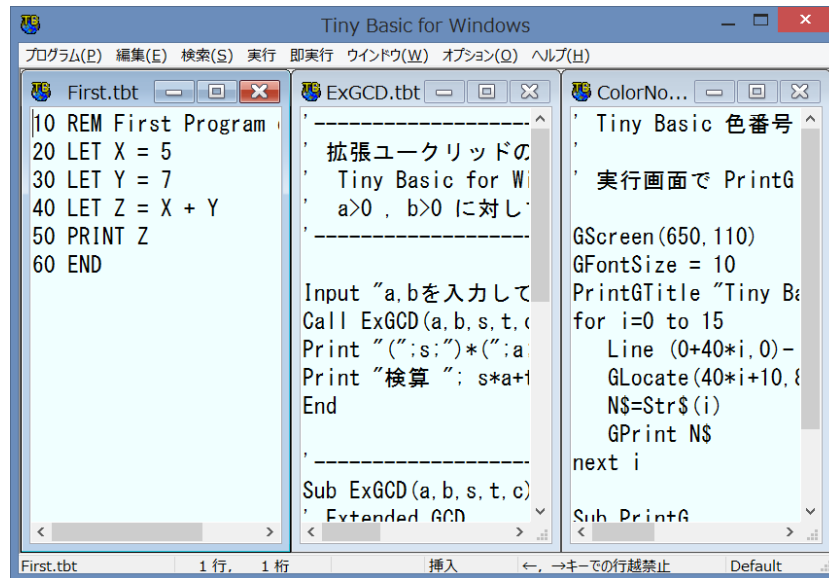 Tiny Basic for Windows
プログラム(P) 編集(E) 検索(S) 実行 即実行 ウインドウ(W) オプション(O) ヘルプ(H)
First.tbt
10 REM First Program
20 LET X = 5
30 LET Y = 7
40 LET Z = X + Y
50 PRINT Z
60 END
ExGCD.tbt
'--------------------
' 拡張ユークリッドの
' Tiny Basic for Wi
' a>0 , b>0 に対して
'--------------------
Input "a,bを入力して
Call ExGCD(a,b,s,t,c
Print "(";s;")*(";a;
Print "検算 "; s*a+t
End
'--------------------
Sub ExGCD(a,b,s,t,c)
' Extended GCD
ColorNo...
' Tiny Basic 色番号
'
' 実行画面で PrintG
GScreen(650,110)
GFontSize = 10
PrintGTitle "Tiny Ba
for i=0 to 15
Line (0+40*i,0)-
GLocate(40*i+10,8
N$=Str$(i)
GPrint N$
next i
Sub PrintG
First.tbt 1 行, 1 桁 挿入 ←, →キーでの行越禁止 Default